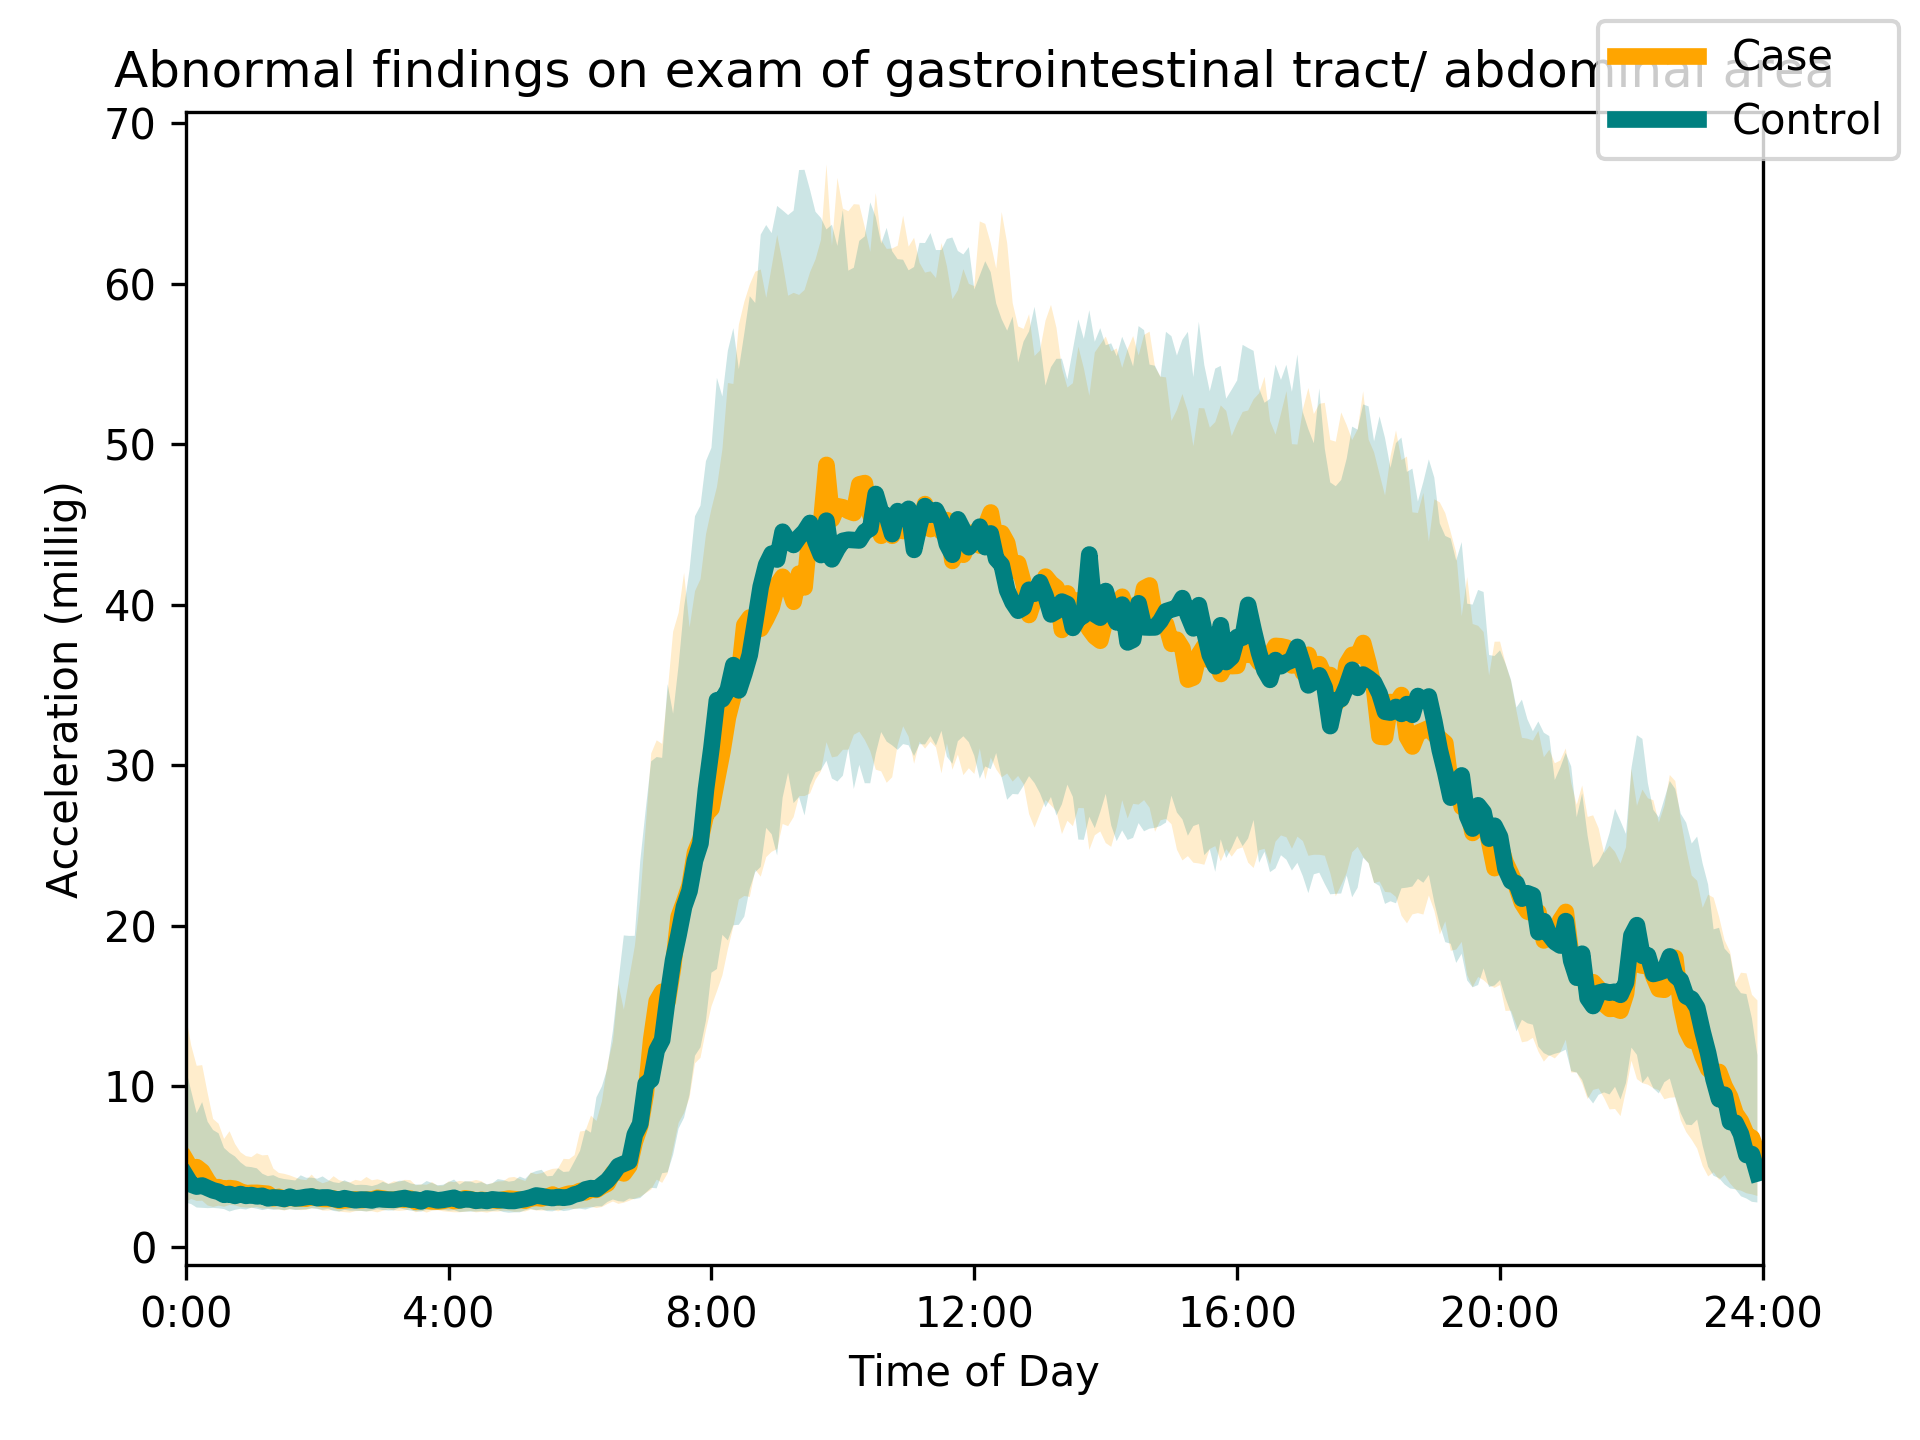 Abnormal findings on exam of gastrointestinal tract/ abdominal area
Case
Control
70
60
50
40
30
20
10
0
Acceleration (millig)
0:00 4:00 8:00 12:00 16:00 20:00 24:00
Time of Day